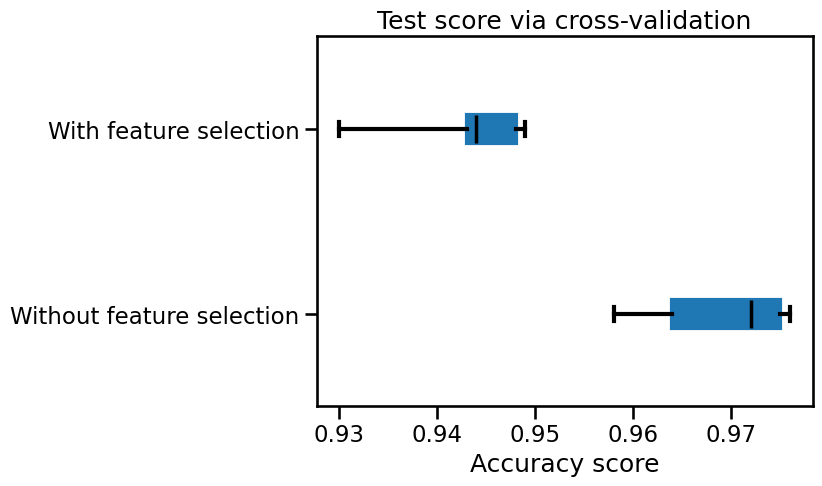 Test score via cross-validation
With feature selection
Without feature selection
0.93 0.94 0.95 0.96 0.97
Accuracy score